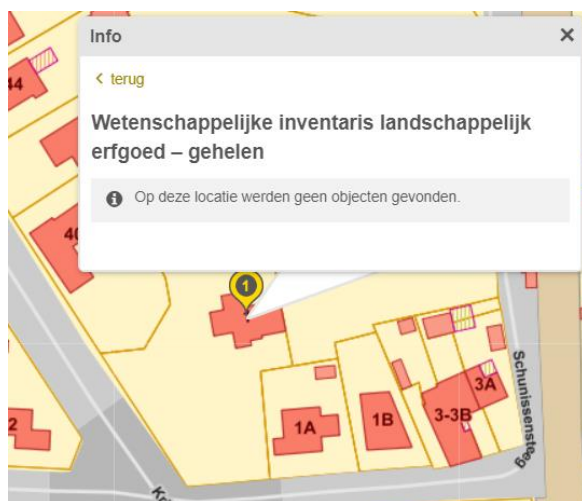 Info
×
< terug
Wetenschappelijke inventaris landschappelijk
erfgoed – gehelen
Op deze locatie werden geen objecten gevonden.
44
40
1
3A
1A
1B
3-3B
2
Schunissensteeg